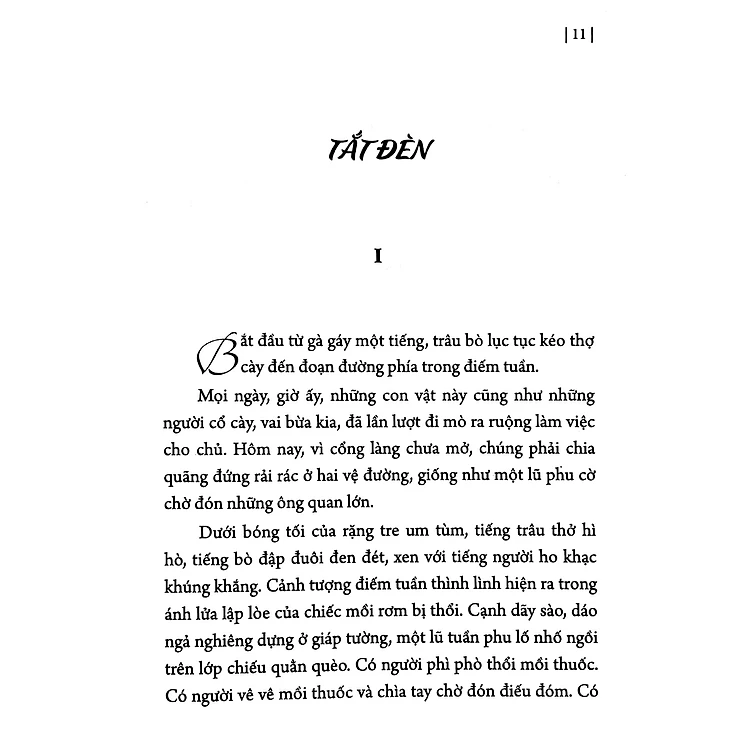 | 11 |
TẮT ĐÈN
I
Bắt đầu từ gà gáy một tiếng, trâu bò lục tục kéo thợ
cày đến đoạn đường phía trong điếm tuần.
Mọi ngày, giờ ấy, những con vật này cũng như những
người cổ cày, vai bừa kia, đã lần lượt đi mò ra ruộng làm việc
cho chủ. Hôm nay, vì cổng làng chưa mở, chúng phải chia
quãng đứng rải rác ở hai vệ đường, giống như một lũ phu cờ
chờ đón những ông quan lớn.
Dưới bóng tối của rặng tre um tùm, tiếng trâu thở hì
hò, tiếng bò đập đuôi đen đét, xen với tiếng người ho khạc
khúng khắng. Cảnh tượng điếm tuần thình lình hiện ra trong
ánh lửa lập lòe của chiếc mồi rơm bị thổi. Cạnh dãy sào, dáo
ngả nghiêng dựng ở giáp tường, một lũ tuần phu lố nhố ngồi
trên lớp chiếu quằn quèo. Có người phì phò thổi mồi thuốc.
Có người vê vê mồi thuốc và chìa tay chờ đón điếu đóm. Có